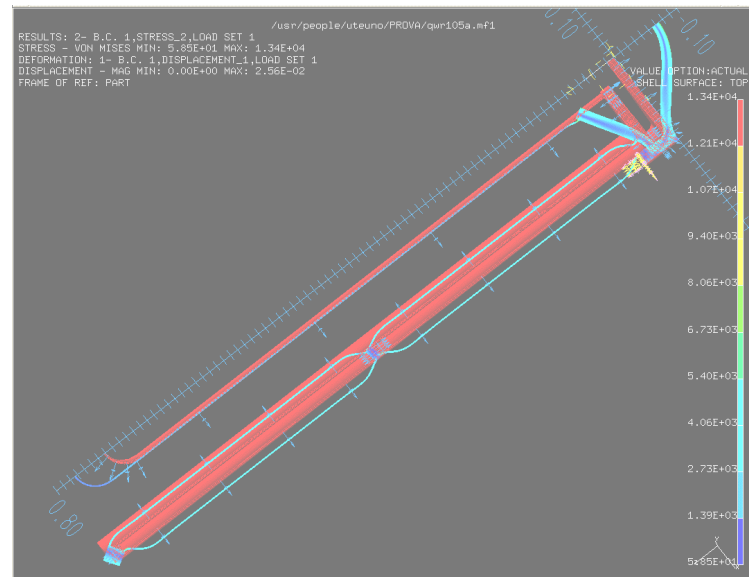 /usr/people/uteuno/PROVA/qwr105a.mf1
RESULTS: 2- B.C. 1,STRESS_2,LOAD SET 1
STRESS - VON MISES MIN: 5.85E+01 MAX: 1.34E+04
DEFORMATION: 1- B.C. 1,DISPLACEMENT_1,LOAD SET 1
DISPLACEMENT - MAG MIN: 0.00E+00 MAX: 2.56E-02
FRAME OF REF: PART
VALUE OPTION:ACTUAL
SHELL SURFACE: TOP
0.10
-0.10
1.34E+04
1.21E+04
1.07E+04
9.40E+03
8.06E+03
6.73E+03
5.40E+03
4.06E+03
2.73E+03
1.39E+03
5.85E+01
0.80
Y